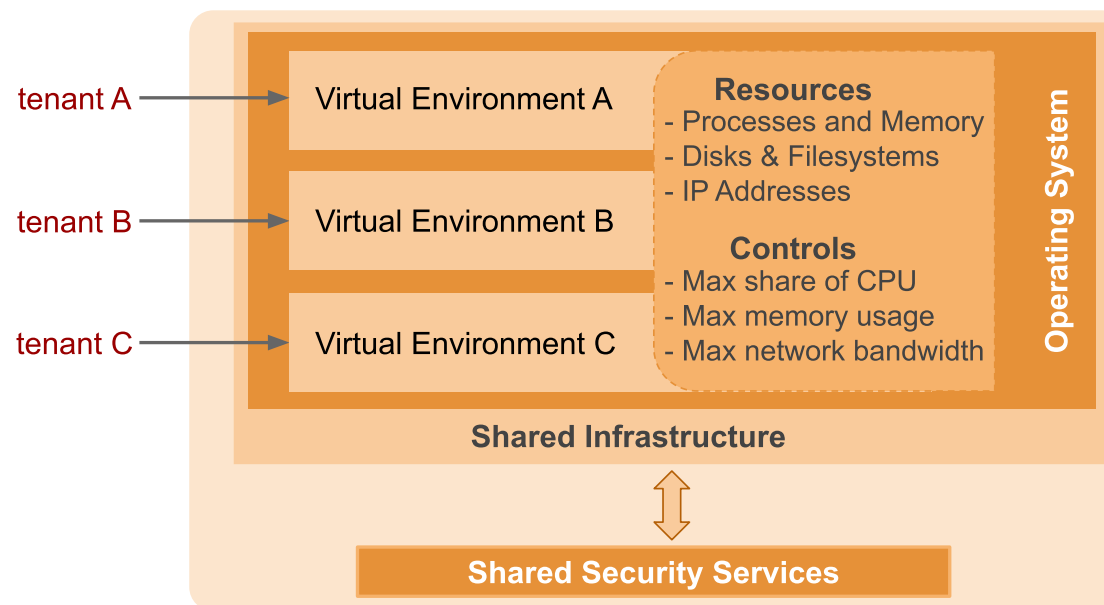 tenant A
Virtual Environment A
tenant B
Virtual Environment B
tenant C
Virtual Environment C
Resources
- Processes and Memory
- Disks & Filesystems
- IP Addresses
Controls
- Max share of CPU
- Max memory usage
- Max network bandwidth
Operating System
Shared Infrastructure
Shared Security Services